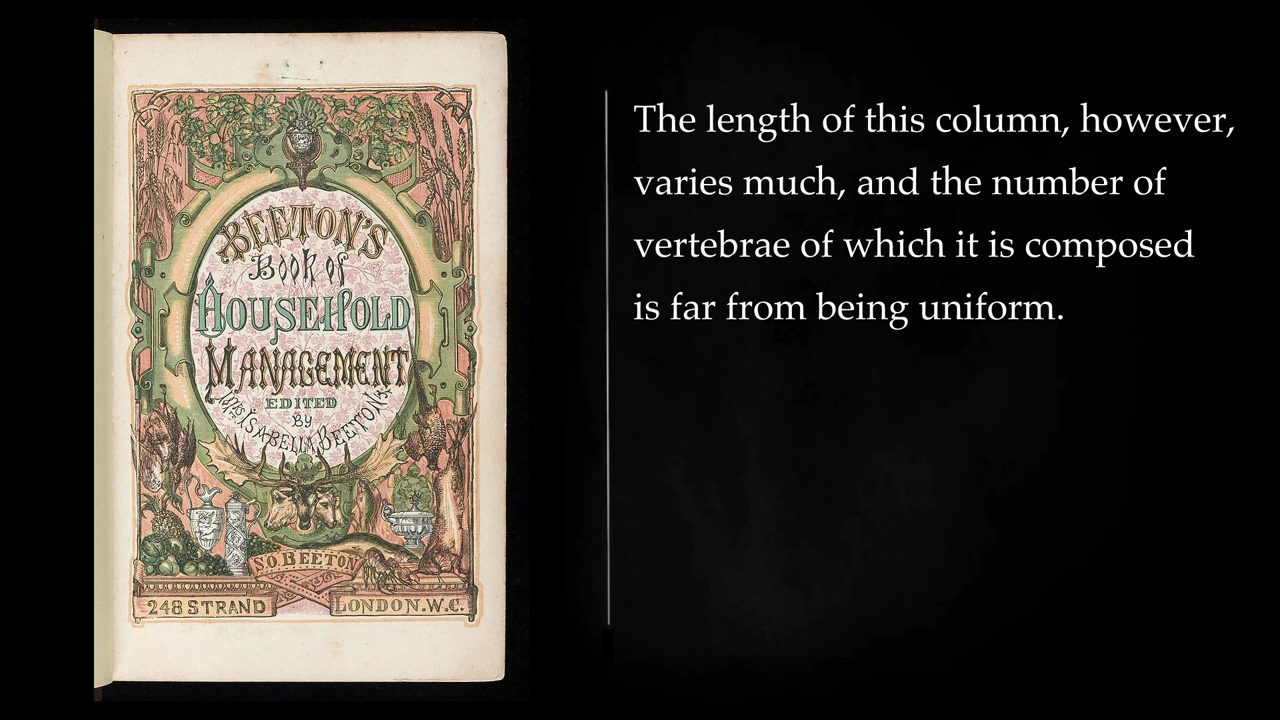 BEETON'S
Book of
HOUSEHOLD
MANAGEMENT
EDITED
BY
MRS ISABELLA BEETON
S.O. BEETON
248 STRAND
LONDON. W.C.
The length of this column, however,
varies much, and the number of
vertebrae of which it is composed
is far from being uniform.